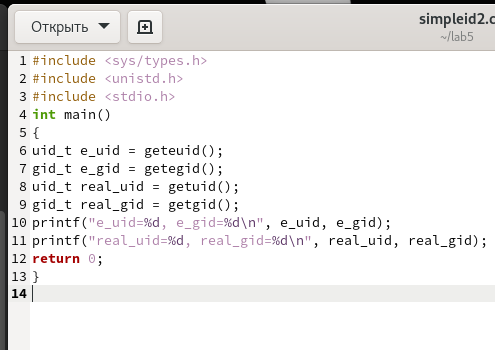 Открыть
simpleid2.c
~/lab5
1 #include <sys/types.h>
2 #include <unistd.h>
3 #include <stdio.h>
4 int main()
5 {
6 uid_t e_uid = geteuid();
7 gid_t e_gid = getegid();
8 uid_t real_uid = getuid();
9 gid_t real_gid = getgid();
10 printf("e_uid=%d, e_gid=%d\n", e_uid, e_gid);
11 printf("real_uid=%d, real_gid=%d\n", real_uid, real_gid);
12 return 0;
13 }
14